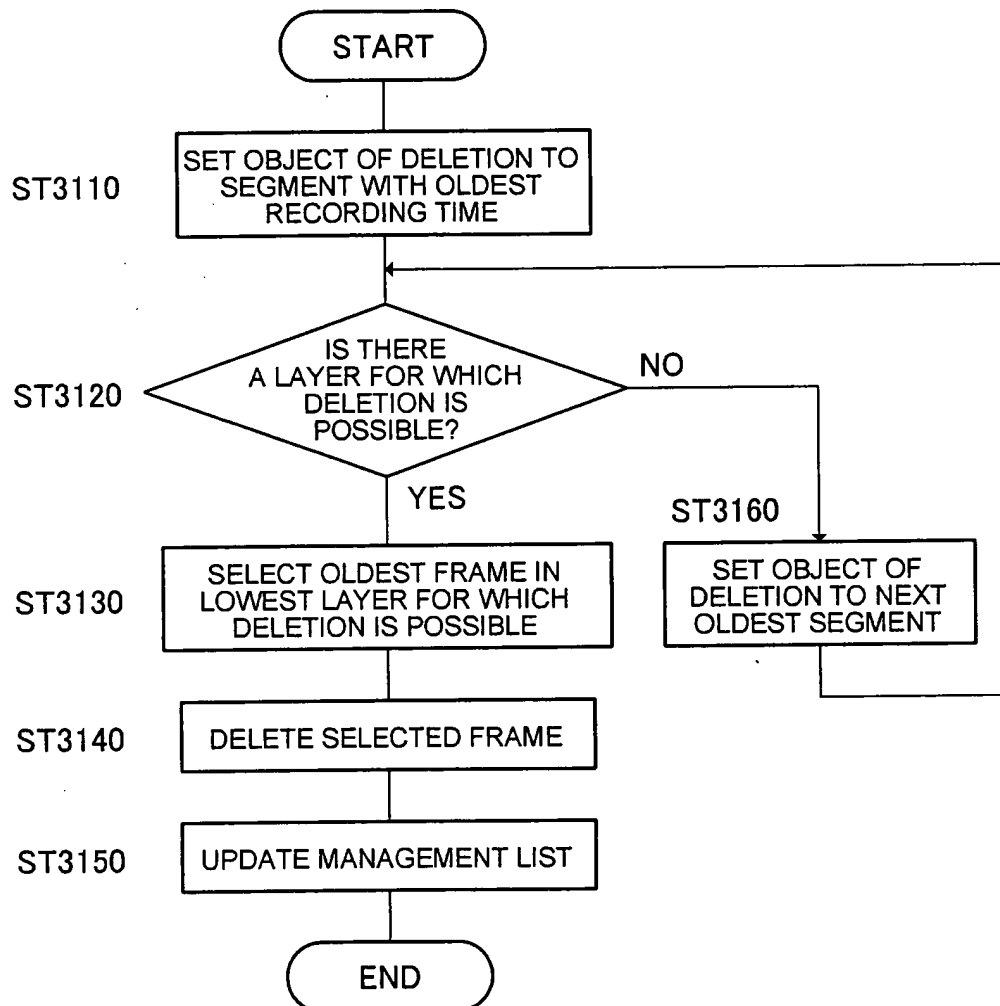 START
ST3110
SET OBJECT OF DELETION TO
SEGMENT WITH OLDEST
RECORDING TIME
ST3120
IS THERE
A LAYER FOR WHICH
DELETION IS
POSSIBLE?
NO
YES
ST3160
SET OBJECT OF
DELETION TO NEXT
OLDEST SEGMENT
ST3130
SELECT OLDEST FRAME IN
LOWEST LAYER FOR WHICH
DELETION IS POSSIBLE
ST3140
DELETE SELECTED FRAME
ST3150
UPDATE MANAGEMENT LIST
END